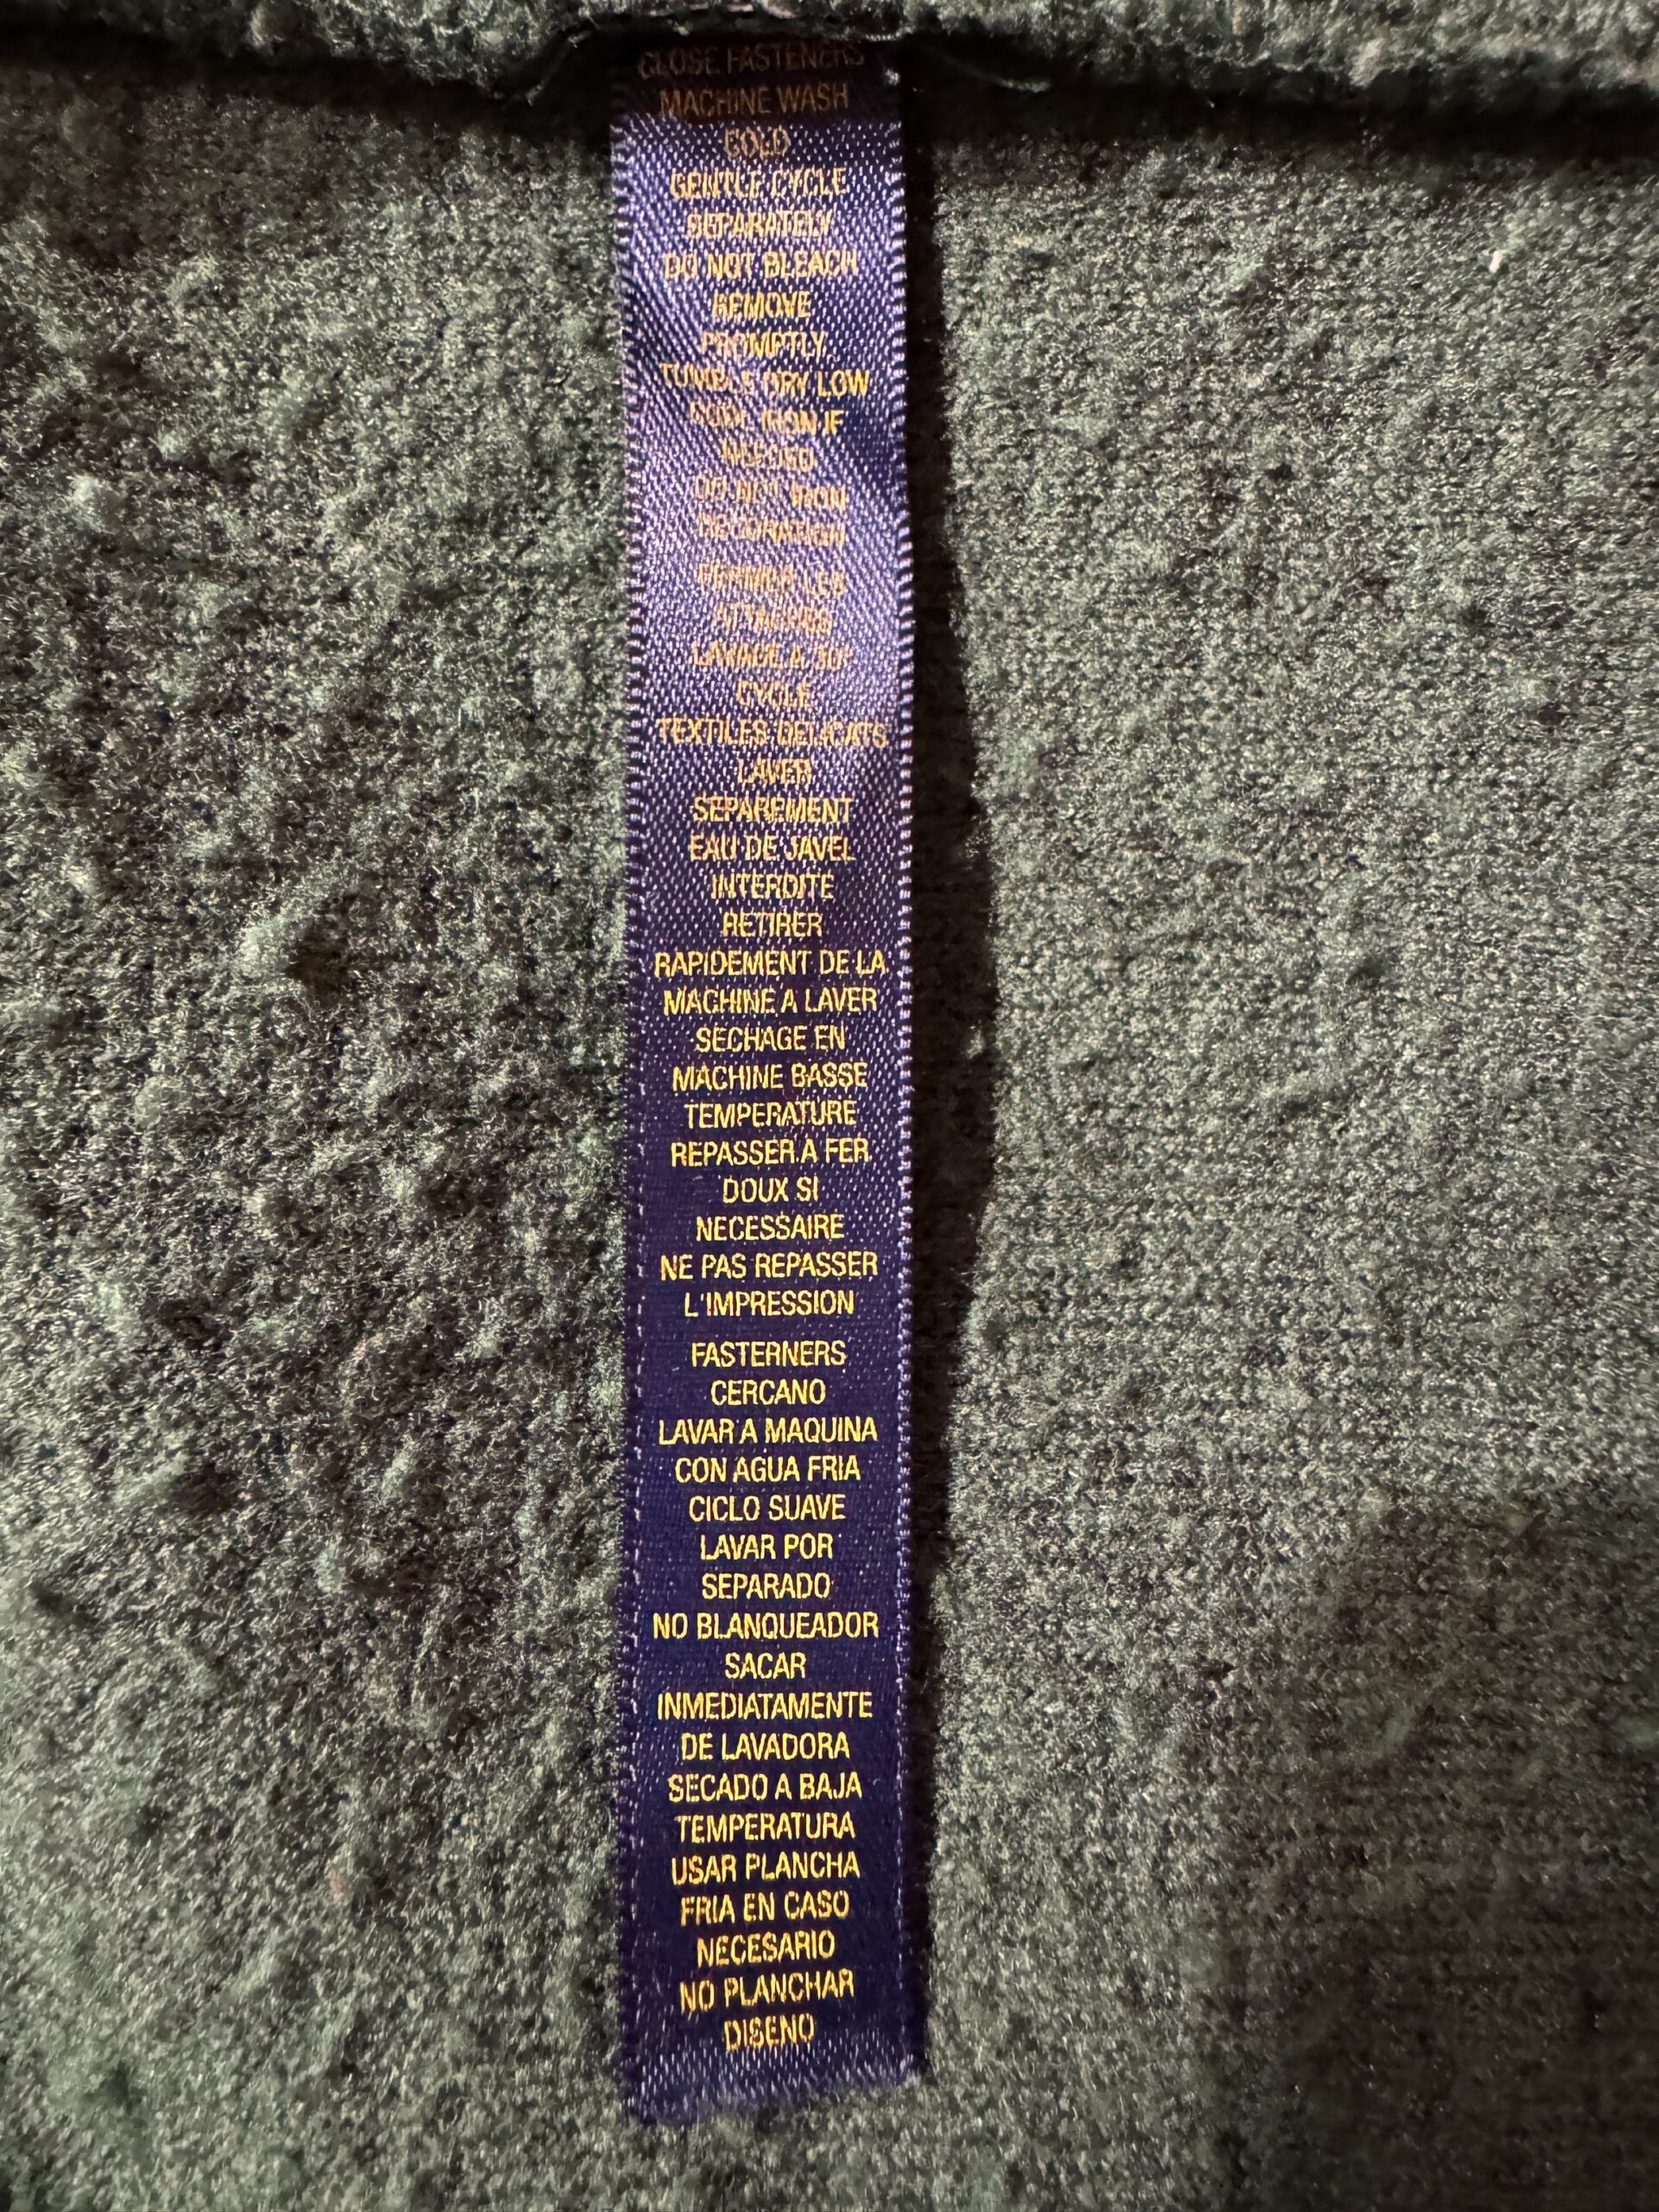 CLOSE FASTENERS
MACHINE WASH
COLD
GENTLE CYCLE
SEPARATELY
DO NOT BLEACH
REMOVE
PROMPTLY
TUMBLE DRY LOW
COOL IRON IF
NEEDED
DO NOT IRON
DECORATION
FERMER LES
ATTACHES
LAVAGE A 30°
CYCLE
TEXTILES DELICATS
LAVER
SEPAREMENT
EAU DE JAVEL
INTERDITE
RETIRER
RAPIDEMENT DE LA
MACHINE A LAVER
SECHAGE EN
MACHINE BASSE
TEMPERATURE
REPASSER A FER
DOUX SI
NECESSAIRE
NE PAS REPASSER
L'IMPRESSION
FASTERNERS
CERCANO
LAVAR A MAQUINA
CON AGUA FRIA
CICLO SUAVE
LAVAR POR
SEPARADO
NO BLANQUEADOR
SACAR
INMEDIATAMENTE
DE LAVADORA
SECADO A BAJA
TEMPERATURA
USAR PLANCHA
FRIA EN CASO
NECESARIO
NO PLANCHAR
DISENO